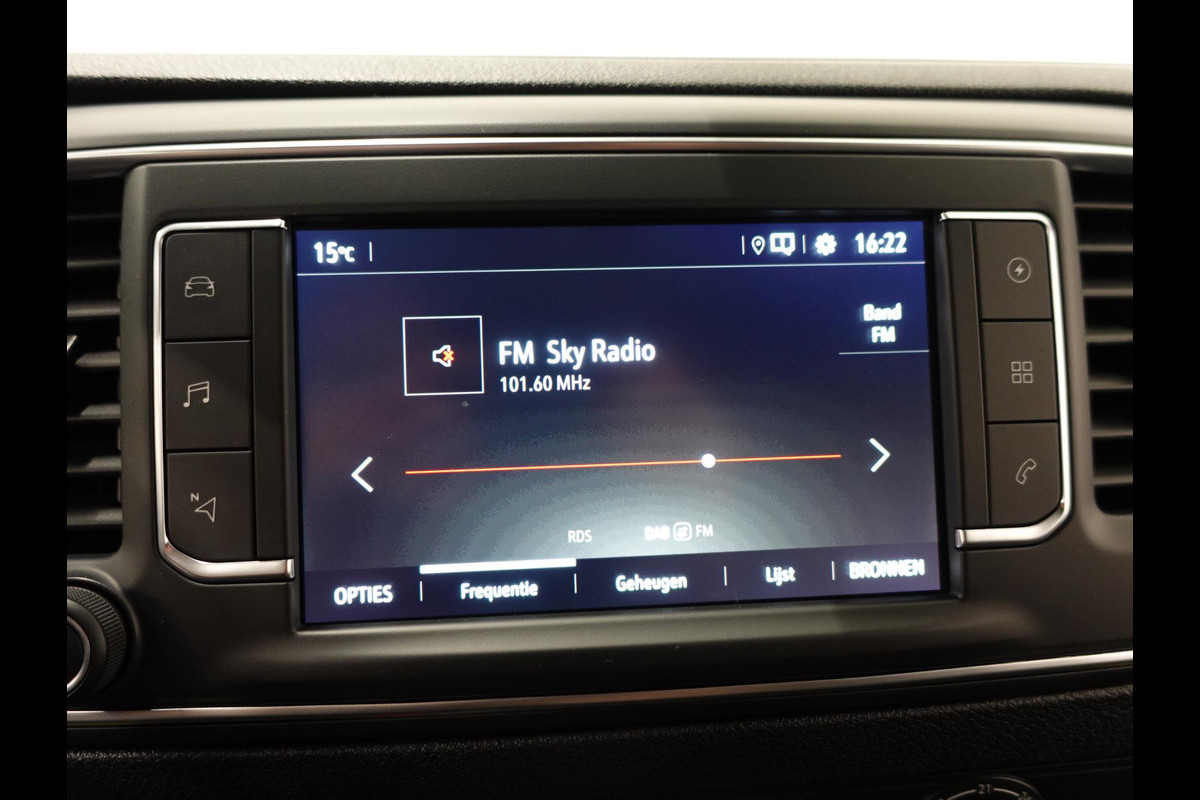 15°C
16:22
Band
FM
FM Sky Radio
101.60 MHz
N
RDS
DAB FM
OPTIES
Frequentie
Geheugen
Lijst
BRONNEN
21